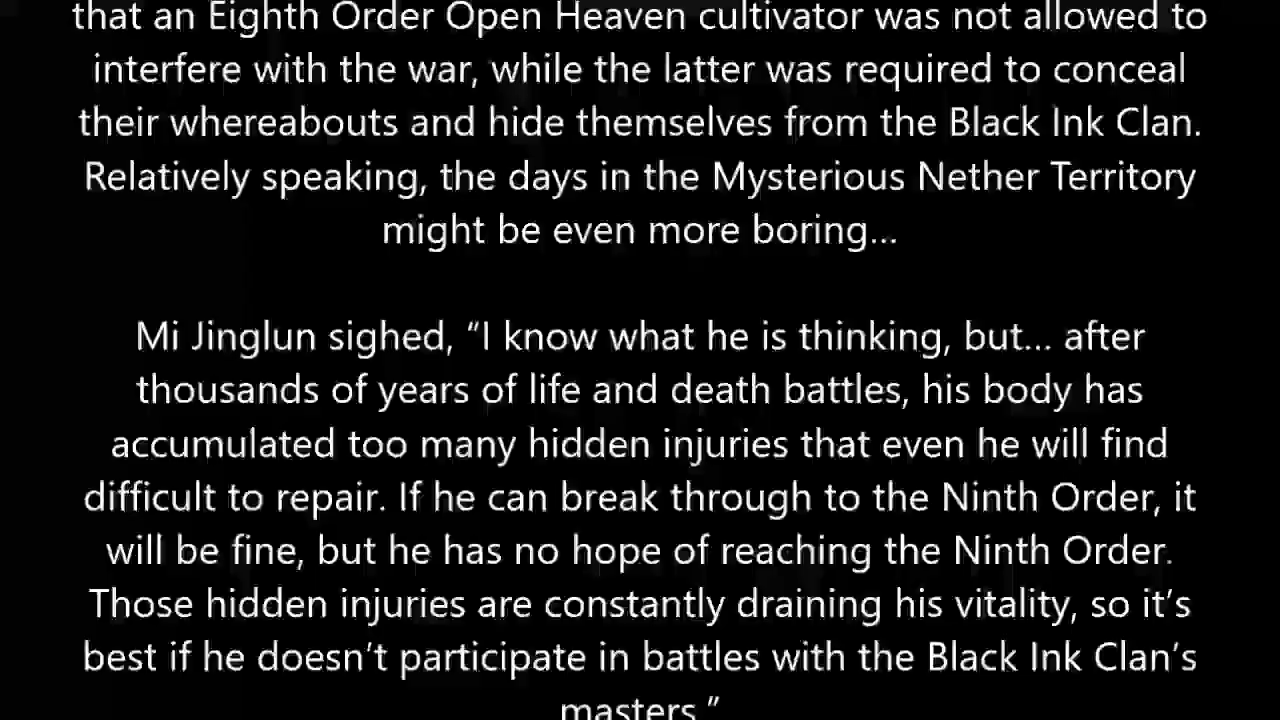 that an Eighth Order Open Heaven cultivator was not allowed to
interfere with the war, while the latter was required to conceal
their whereabouts and hide themselves from the Black Ink Clan.
Relatively speaking, the days in the Mysterious Nether Territory
might be even more boring…
Mi Jinglun sighed, “I know what he is thinking, but… after
thousands of years of life and death battles, his body has
accumulated too many hidden injuries that even he will find
difficult to repair. If he can break through to the Ninth Order, it
will be fine, but he has no hope of reaching the Ninth Order.
Those hidden injuries are constantly draining his vitality, so it’s
best if he doesn’t participate in battles with the Black Ink Clan’s
masters.”